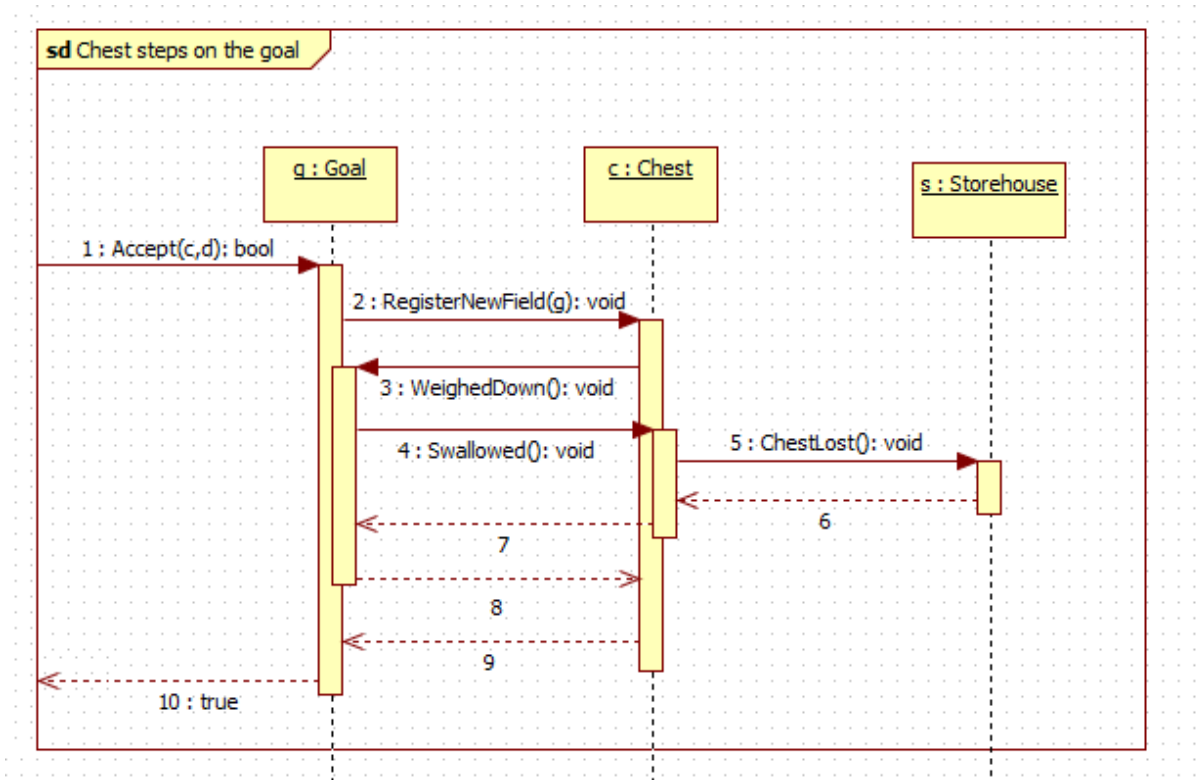 sd Chest steps on the goal
g : Goal
c : Chest
s : Storehouse
1 : Accept(c,d): bool
2 : RegisterNewField(g): void
3 : WeighedDown(): void
4 : Swallowed(): void
5 : ChestLost(): void
6
7
8
9
10 : true